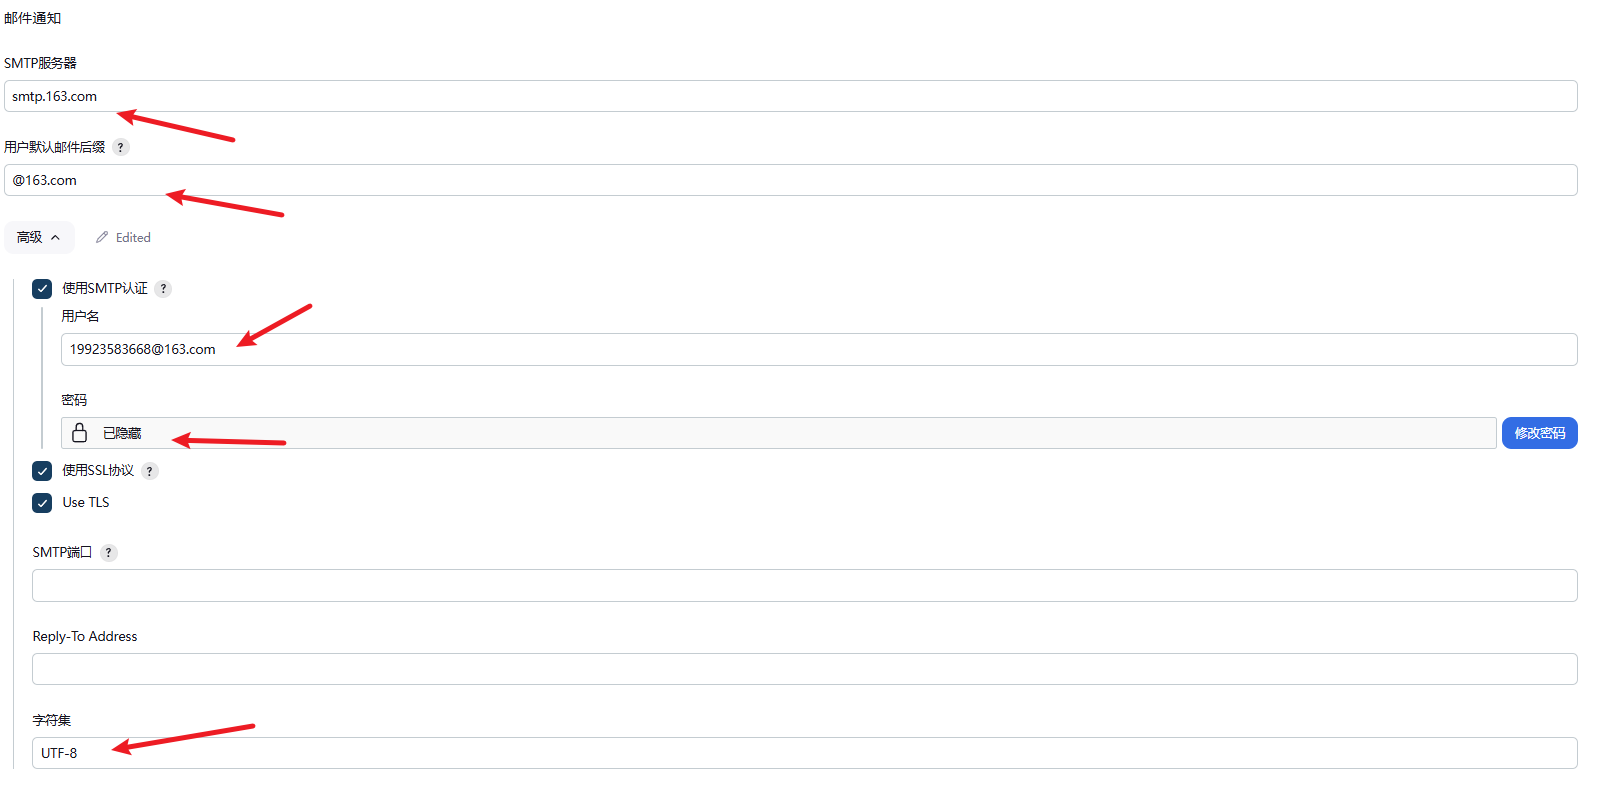 邮件通知
SMTP服务器
smtp.163.com
用户默认邮件后缀 ?
@163.com
高级 Edited
使用SMTP认证 ?
用户名
19923583668@163.com
密码
已隐藏 修改密码
使用SSL协议 ?
Use TLS
SMTP端口 ?
Reply-To Address
字符集
UTF-8